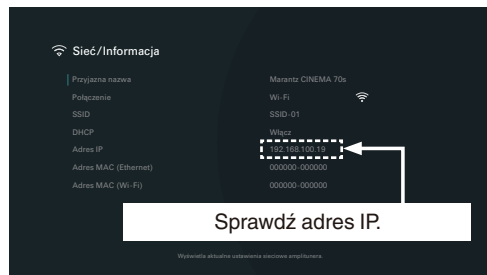 Sieć/Informacja
Przyjazna nazwa Marantz CINEMA 70s
Połączenie Wi-Fi
SSID SSID-01
DHCP Włącz
Adres IP 192.168.100.19
Adres MAC (Ethernet) 000000-000000
Adres MAC (Wi-Fi) 000000-000000
Sprawdź adres IP.
Wyświetla aktualne ustawienia sieciowe amplitunera.